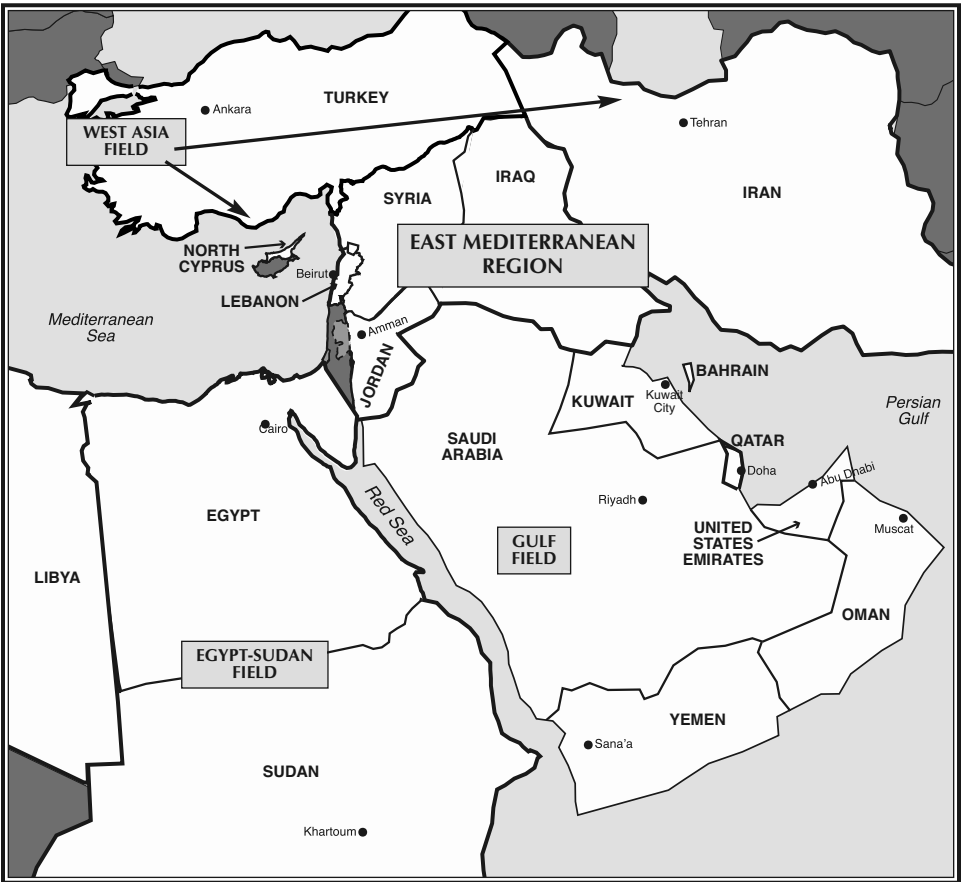 TURKEY
Ankara
Tehran
WEST ASIA
FIELD
IRAQ
IRAN
SYRIA
EAST MEDITERRANEAN
REGION
NORTH
CYPRUS
Beirut
LEBANON
Mediterranean
Sea
Amman
JORDAN
BAHRAIN
KUWAIT
Kuwait
City
Persian
Gulf
Cairo
SAUDI
ARABIA
QATAR
Doha
Abu Dhabi
Riyadh
Red Sea
EGYPT
UNITED
STATES
EMIRATES
Muscat
GULF
FIELD
LIBYA
OMAN
EGYPT-SUDAN
FIELD
YEMEN
Sana’a
SUDAN
Khartoum